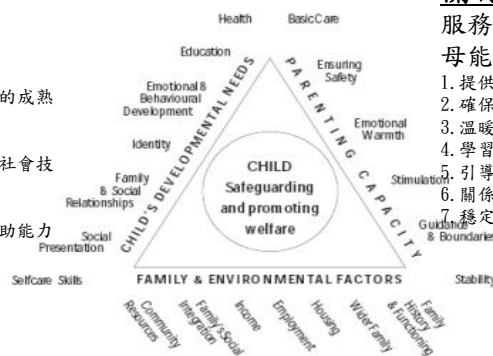 Health
BasicCare
Education
Ensuring
Safety
Emotional &
Behavioural
Development
Emotional
Warmth
Identity
Family
& Social
Relationships
Stimulation
Social
Presentation
Guidance
& Boundaries
Selfcare Skills
Stability
CHILD'S DEVELOPMENTAL NEEDS
PARENTING CAPACITY
CHILD
Safeguarding
and promoting
welfare
FAMILY & ENVIRONMENTAL FACTORS
Community
Resources
Family's Social
Integration
Income
Employment
Housing
Wider Family
Family
History
& Functioning
的成熟
社會技
助能力
服務
母能
1.提供
2.確保
3.溫暖
4.學習
5.引導
6.關係
7.穩定